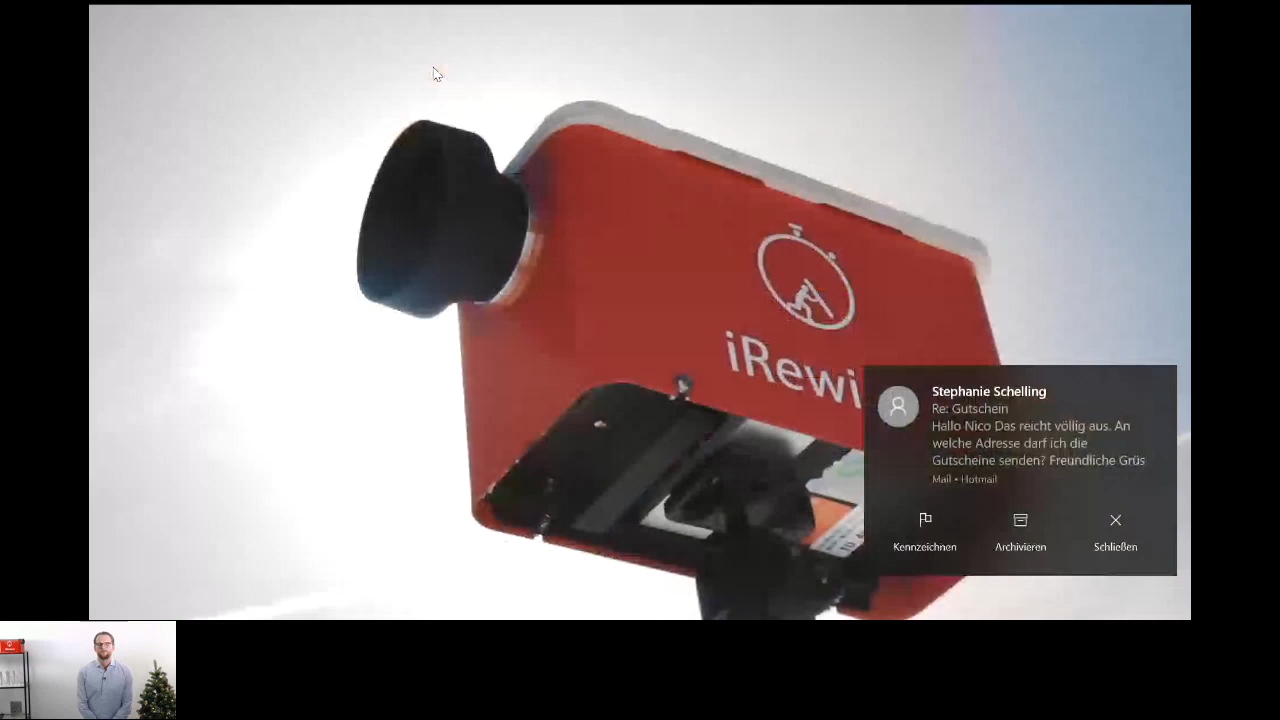 iRewi
Stephanie Schelling
Re: Gutschein
Hallo Nico Das reicht völlig aus. An
welche Adresse darf ich die
Gutscheine senden? Freundliche Grüs
Mail • Hotmail
Kennzeichnen
Archivieren
Schließen